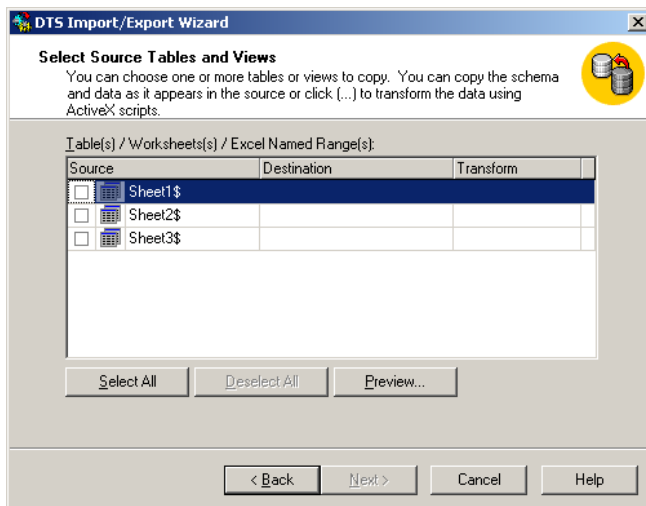 DTS Import/Export Wizard
Select Source Tables and Views
You can choose one or more tables or views to copy. You can copy the schema
and data as it appears in the source or click (...) to transform the data using
ActiveX scripts.
Table(s) / Worksheets(s) / Excel Named Range(s):
Source Destination Transform
Sheet1$
Sheet2$
Sheet3$
Select All Deselect All Preview...
< Back Next > Cancel Help